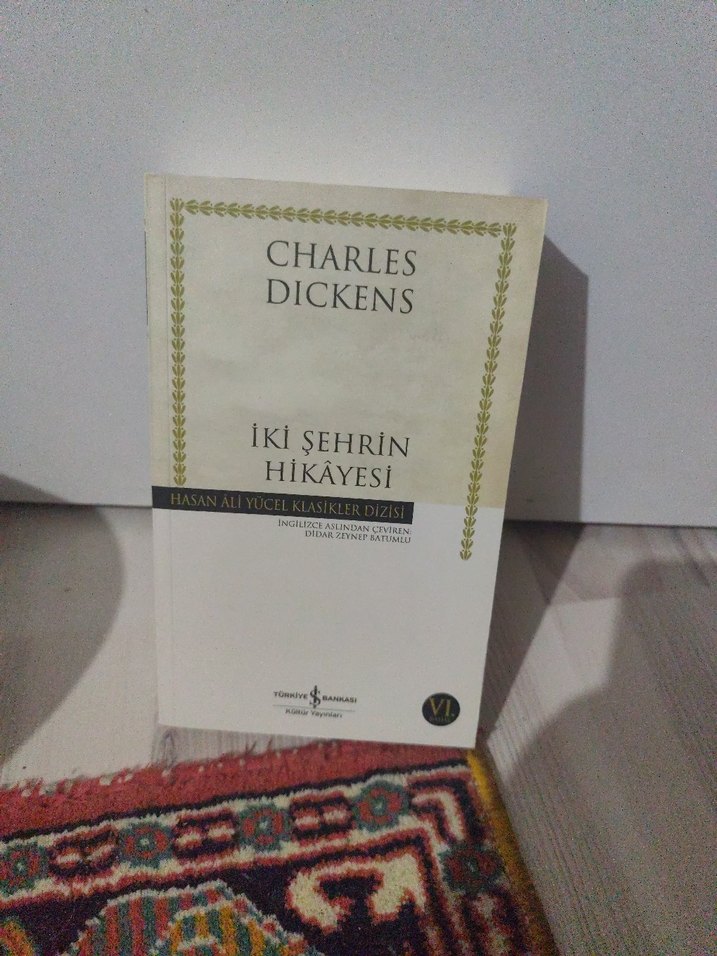 CHARLES
DICKENS
İKİ ŞEHRİN
HİKÂYESİ
HASAN ÂLİ YÜCEL KLASİKLER DİZİSİ
İNGİLİZCE ASLINDAN ÇEVİREN:
DİDAR ZEYNEP BATUMLU
TÜRKİYE İŞ BANKASI
Kültür Yayınları
VI.